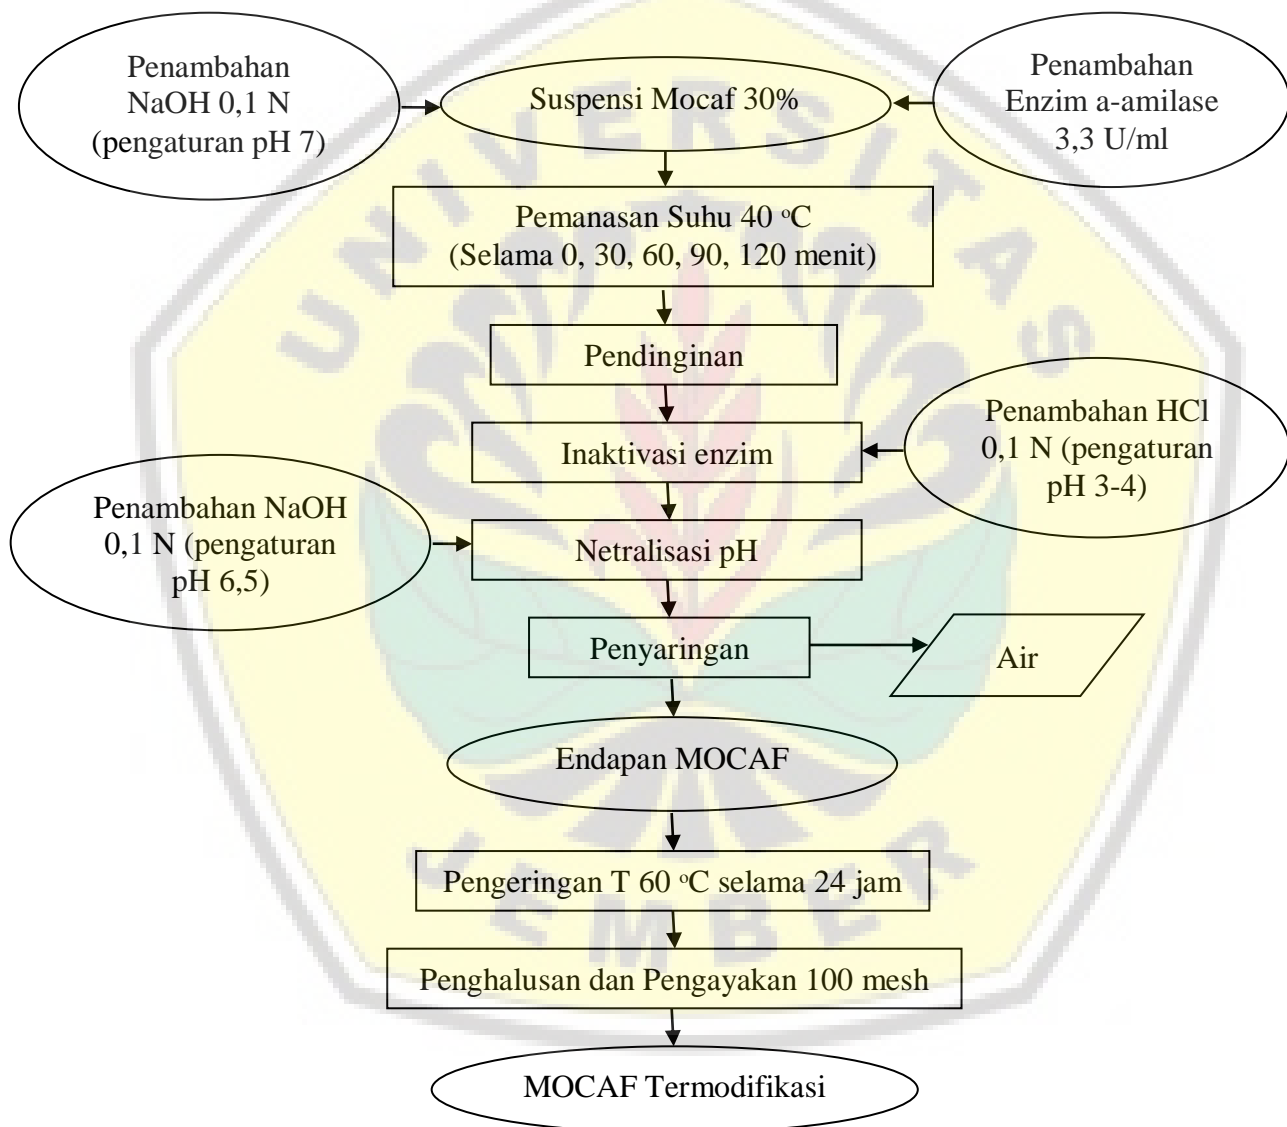 Penambahan
NaOH 0,1 N
(pengaturan pH 7)
Suspensi Mocaf 30%
Penambahan
Enzim a-amilase
3,3 U/ml
Pemanasan Suhu 40 °C
(Selama 0, 30, 60, 90, 120 menit)
Pendinginan
Inaktivasi enzim
Penambahan HCl
0,1 N (pengaturan
pH 3-4)
Penambahan NaOH
0,1 N (pengaturan
pH 6,5)
Netralisasi pH
Penyaringan
Air
Endapan MOCAF
Pengeringan T 60 °C selama 24 jam
Penghalusan dan Pengayakan 100 mesh
MOCAF Termodifikasi
UNIVERSITAS
JEMBER